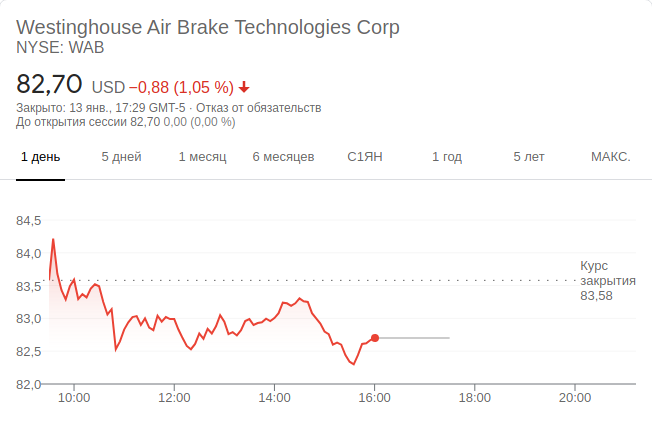 Westinghouse Air Brake Technologies Corp
NYSE: WAB
82,70 USD −0,88 (1,05 %)
Закрыто: 13 янв., 17:29 GMT-5 · Отказ от обязательств
До открытия сессии 82,70 0,00 (0,00 %)
1 день 5 дней 1 месяц 6 месяцев С1ЯН 1 год 5 лет МАКС.
84,5
84,0
83,5
83,0
82,5
82,0
Курс
закрытия
83,58
10:00 12:00 14:00 16:00 18:00 20:00